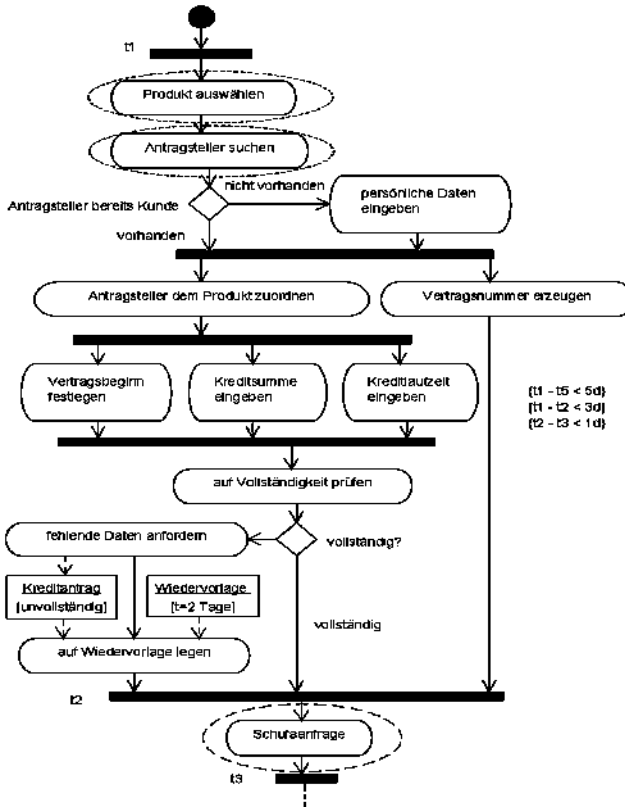 t1
Produkt auswählen
Antragsteller suchen
nicht vorhanden
Antragsteller bereits Kunde
persönliche Daten
eingeben
vorhanden
Antragsteller dem Produkt zuordnen
Vertragsnummer erzeugen
Vertragsbeginn
festlegen
Kreditsumme
eingeben
Kreditlaufzeit
eingeben
{t1 - t5 < 5d}
{t1 - t2 < 3d}
{t2 - t3 < 1d}
auf Vollständigkeit prüfen
fehlende Daten anfordern
vollständig?
Kreditantrag
[unvollständig]
Wiedervorlage
[t=2 Tage]
vollständig
auf Wiedervorlage legen
t2
Schufaanfrage
t3